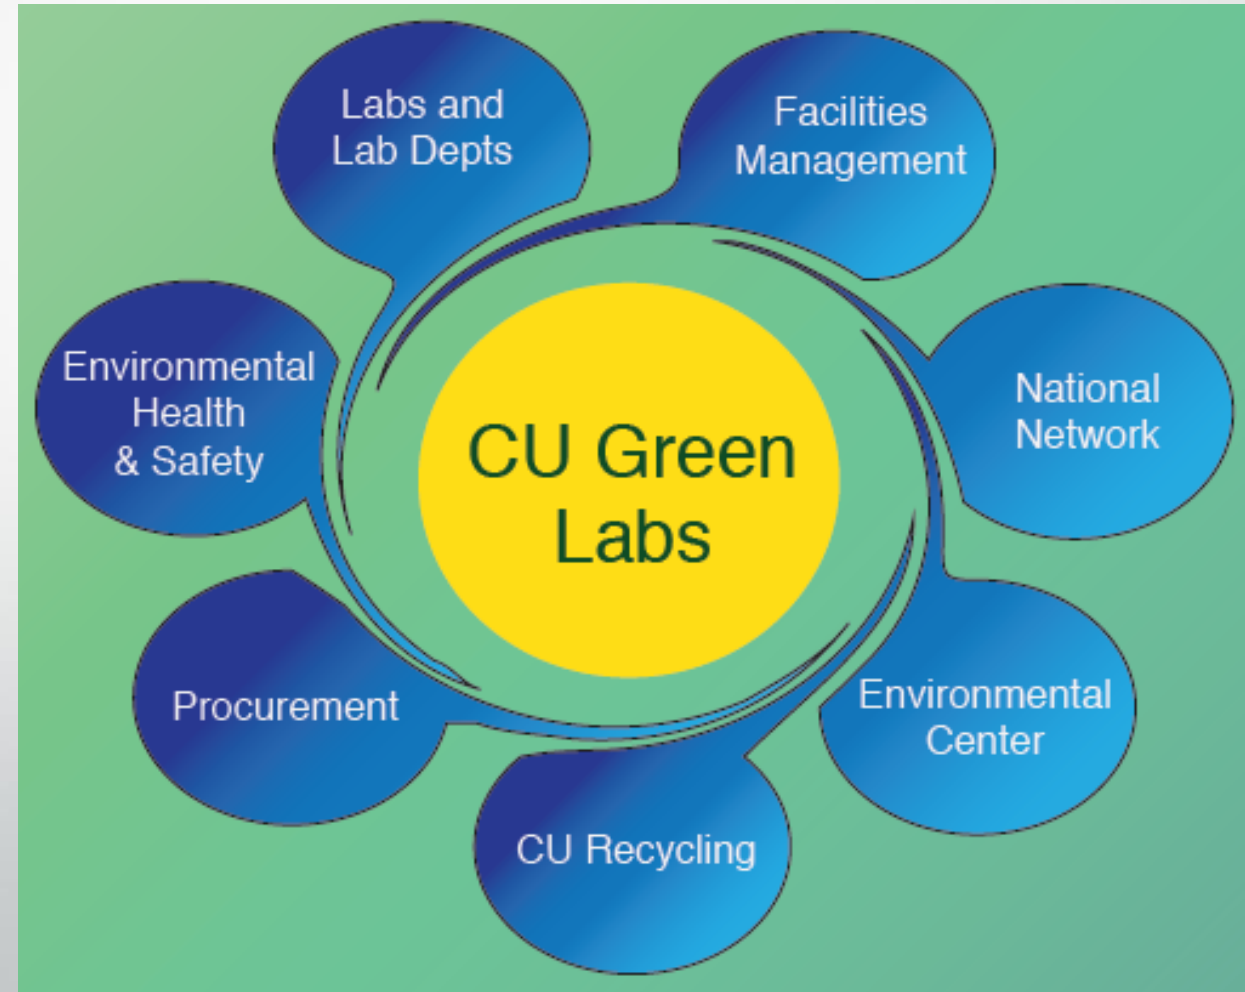 Labs and
Lab Depts
Facilities
Management
Environmental
Health
& Safety
National
Network
CU Green
Labs
Procurement
Environmental
Center
CU Recycling